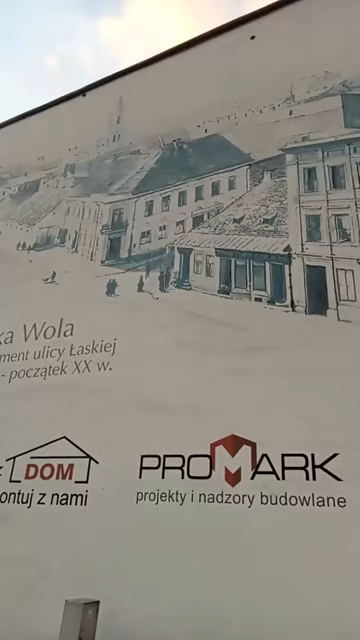 ka Wola
ment ulicy Łaskiej
- początek XX w.
DOM
ontuj z nami
PROMARK
projekty i nadzory budowlane